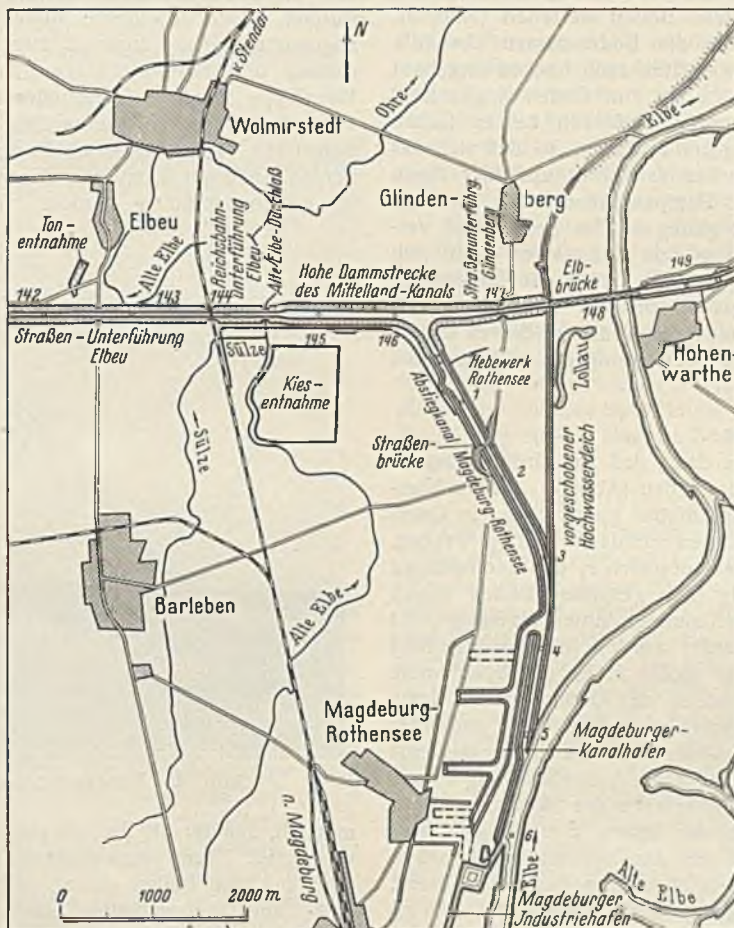 v. Stendal
N
Wolmirstedt
Ohre
Elbe
Glinden-
berg
Elbeu
Ton-
entnahme
Alte Elbe
Reichsbahn-
unterführung
Elbeu
Alte-Elbe-Durchlaß
Straßenunterführg.
Glindenberg
Hohe Dammstrecke
des Mittelland-Kanals
Elb-
brücke
142
143
144
145
146
147
148
149
Straßen-Unterführung
Elbeu
Sülze
Kies-
entnahme
Hebewerk
Rothensee
Zollau
Hohen-
warthe
1
Abstiegkanal Magdeburg-Rothensee
Straßen-
brücke
2
vorgeschobener
Hochwasserdeich
Sülze
3
Barleben
Alte Elbe
4
Magdeburg-
Rothensee
5
Magdeburger-
Kanalhafen
n. Magdeburg
6
Elbe
Alte Elbe
0 1000 2000 m.
Magdeburger
Jndustriehafen